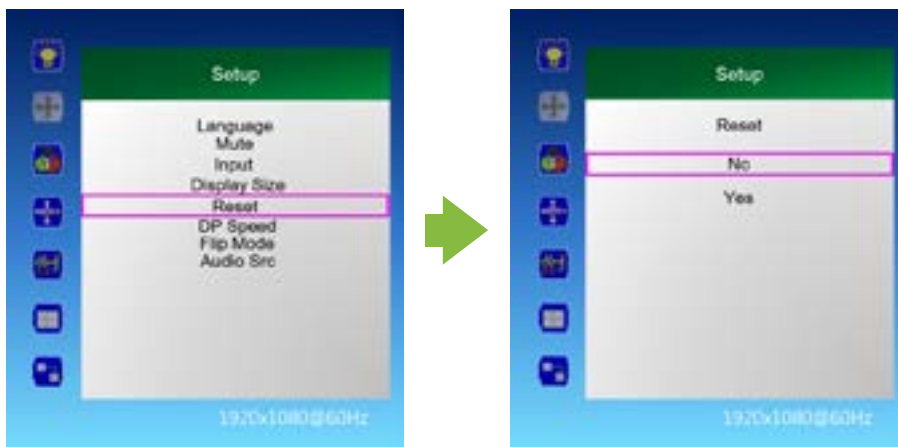 Setup
Language
Mute
Input
Display Size
Reset
DP Speed
Flip Mode
Audio Src
1920x1080@60Hz
Setup
Reset
No
Yes
1920x1080@60Hz